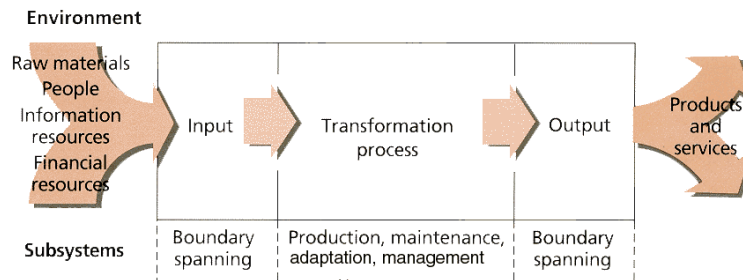 Environment
Raw materials
People
Information
resources
Financial
resources
Input
Transformation
process
Output
Products
and
services
Subsystems
Boundary
spanning
Production, maintenance,
adaptation, management
Boundary
spanning